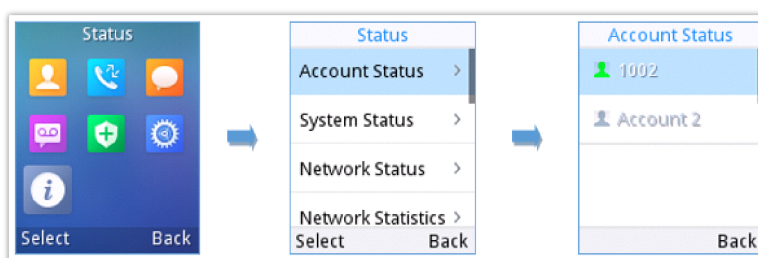 Status
Select Back
Status
Account Status
System Status
Network Status
Network Statistics
Select Back
Account Status
1002
Account 2
Back